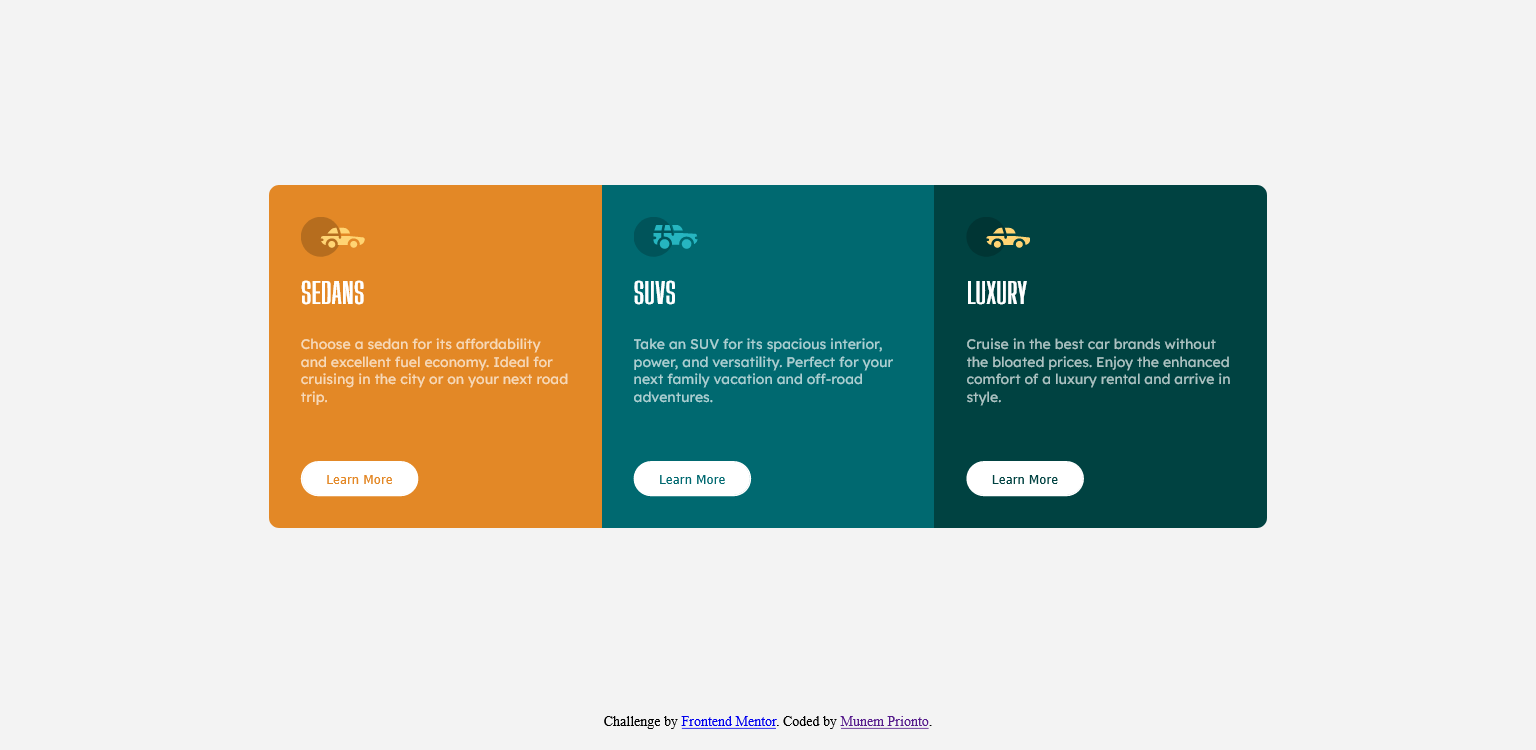 SEDANS
Choose a sedan for its affordability
and excellent fuel economy. Ideal for
cruising in the city or on your next road
trip.
Learn More
SUVS
Take an SUV for its spacious interior,
power, and versatility. Perfect for your
next family vacation and off-road
adventures.
Learn More
LUXURY
Cruise in the best car brands without
the bloated prices. Enjoy the enhanced
comfort of a luxury rental and arrive in
style.
Learn More
Challenge by Frontend Mentor. Coded by Munem Prionto.